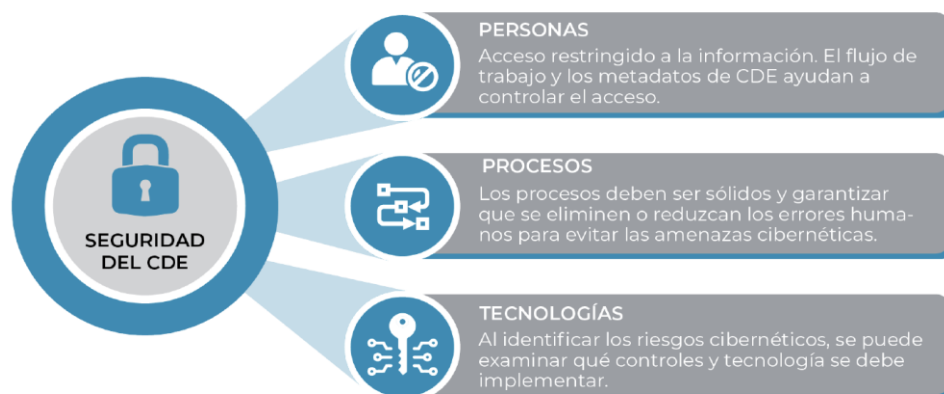 SEGURIDAD
DEL CDE
PERSONAS
Acceso restringido a la información. El flujo de
trabajo y los metadatos de CDE ayudan a
controlar el acceso.
PROCESOS
Los procesos deben ser sólidos y garantizar
que se eliminen o reduzcan los errores huma-
nos para evitar las amenazas cibernéticas.
TECNOLOGÍAS
Al identificar los riesgos cibernéticos, se puede
examinar qué controles y tecnología se debe
implementar.